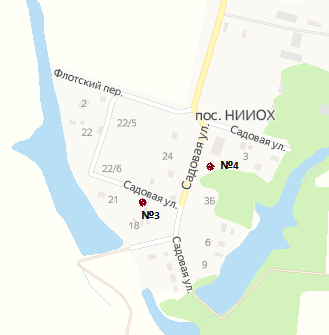 Флотский пер.
2
22/5
22
пос. НИИОХ
Садовая ул.
Садовая ул.
24
3
№4
22/6
Садовая ул.
21
№3
3Б
18
6
9
Садовая ул.